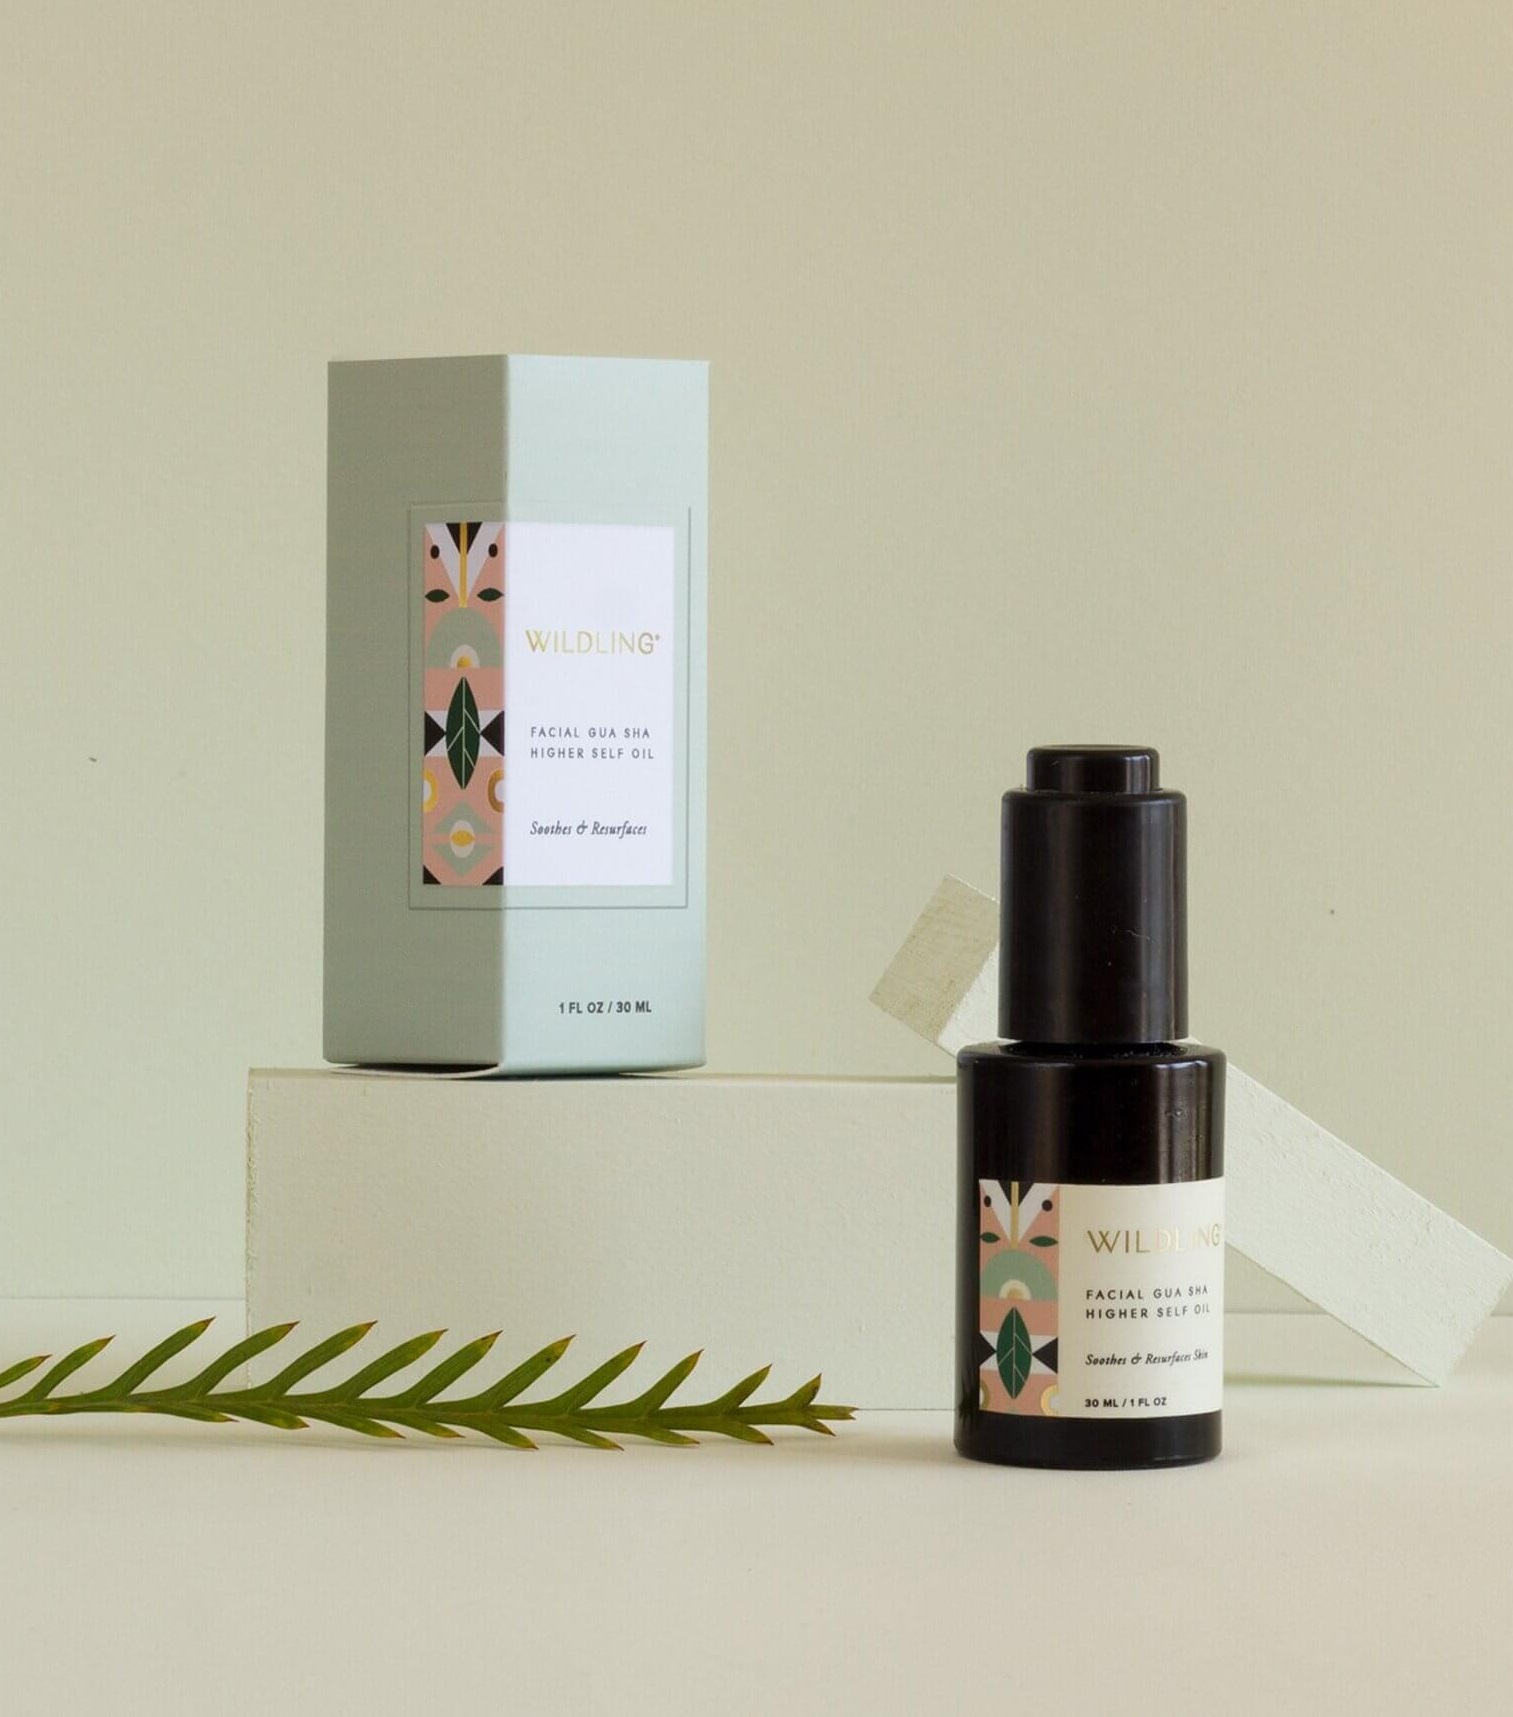 WILDLING®
FACIAL GUA SHA
HIGHER SELF OIL
Soothes & Resurfaces
1 FL OZ / 30 ML
WILDLING®
FACIAL GUA SHA
HIGHER SELF OIL
Soothes & Resurfaces Skin
30 ML / 1 FL OZ